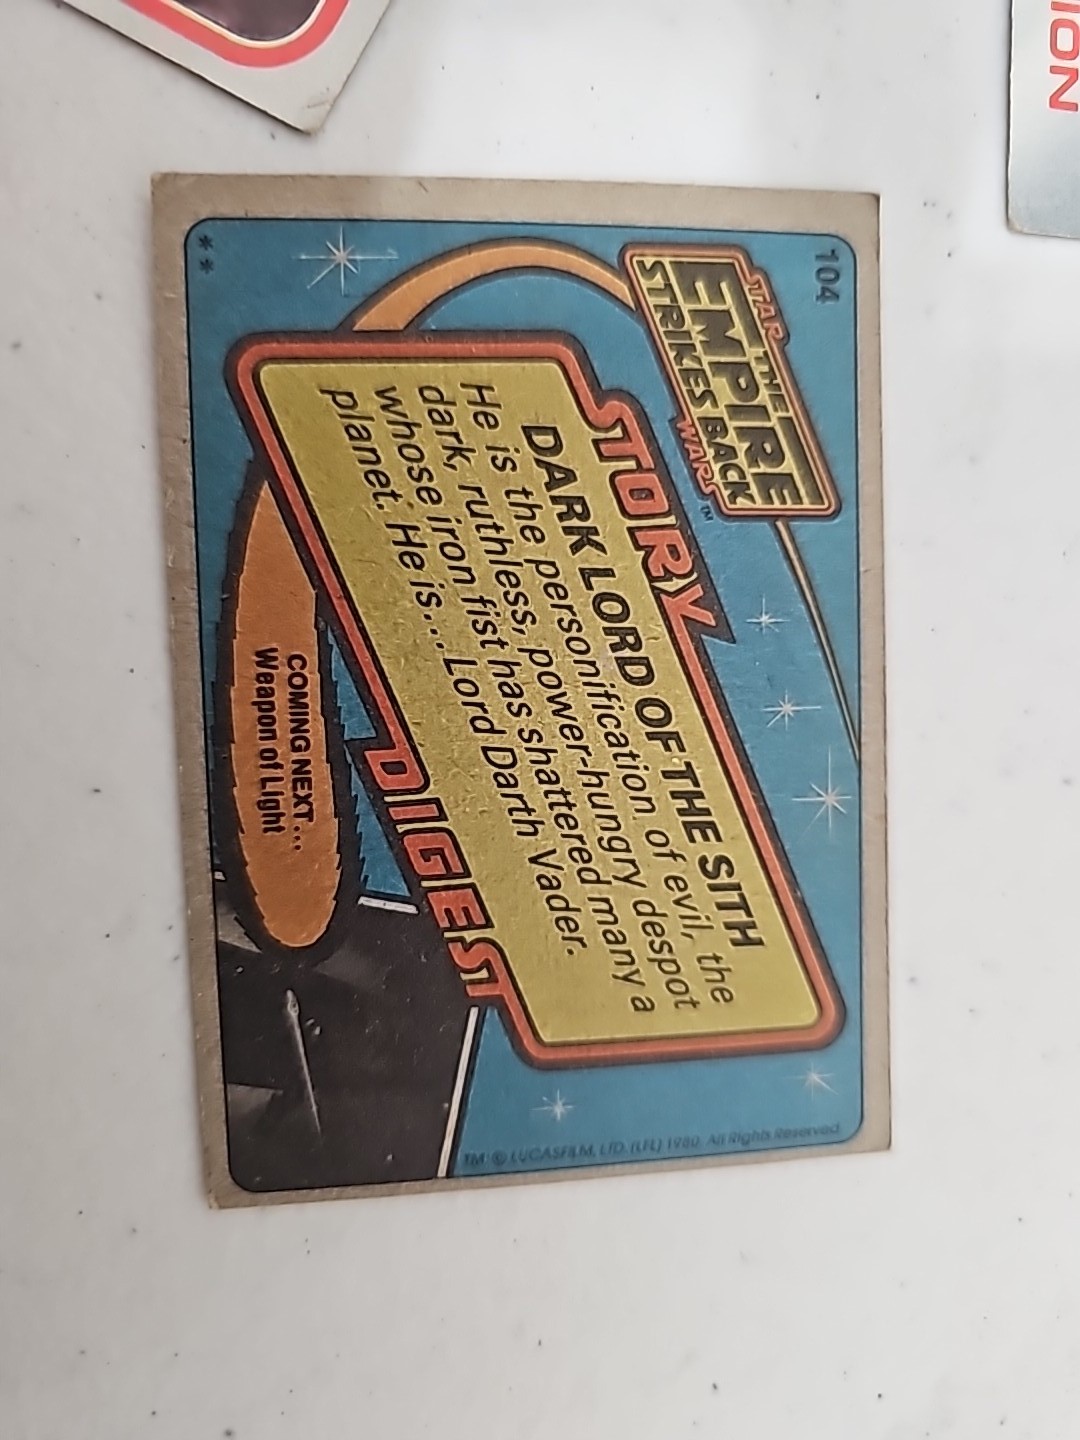 104
STAR
THE
EMPIRE
STRIKES BACK
WARS™
STORY
DARK LORD OF THE SITH
He is the personification of evil, the
dark, ruthless, power-hungry despot
whose iron fist has shattered many a
planet. He is... Lord Darth Vader.
DIGEST
COMING NEXT...
Weapon of Light
**
TM: © LUCASFILM, LTD. (LFL) 1980. All Rights Reserved.
ION